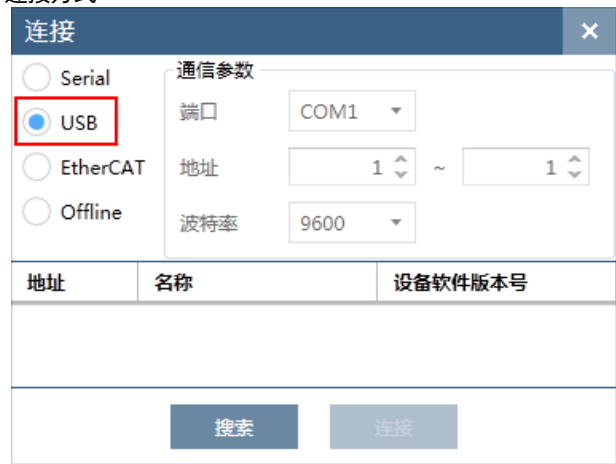 连接
Serial
通信参数
USB
端口
COM1
EtherCAT
地址
1 ~ 1
Offline
波特率
9600
地址 名称 设备软件版本号
搜索 连接